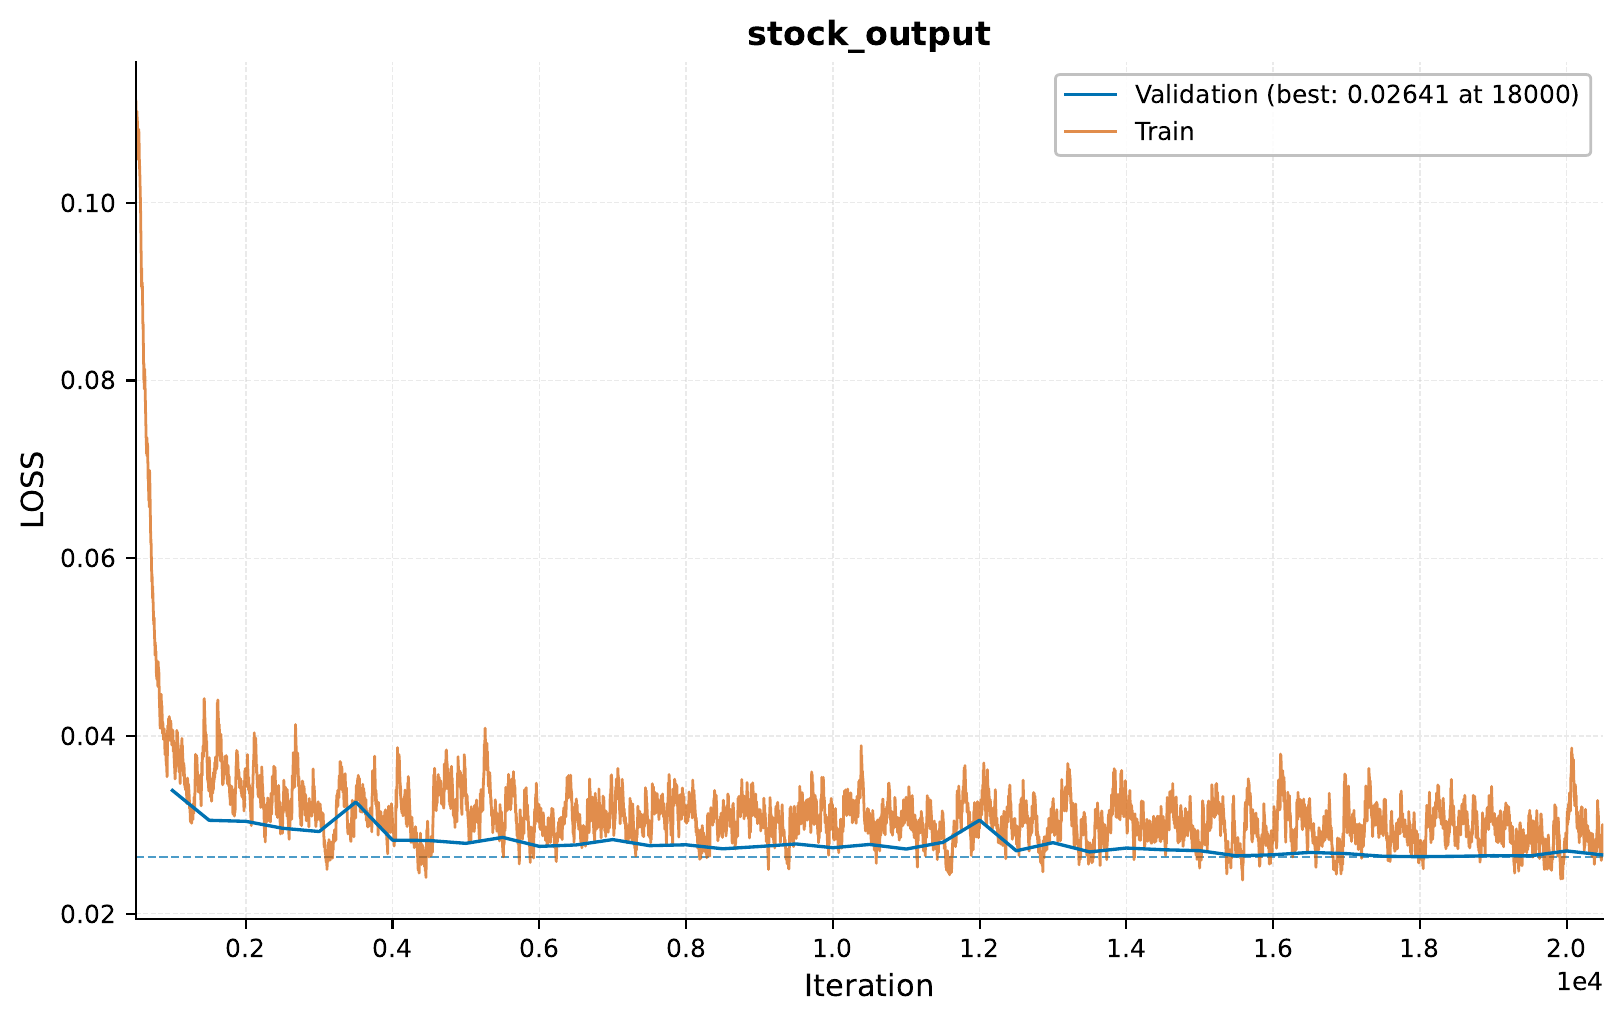 stock_output
Validation (best: 0.02641 at 18000)
Train
LOSS
0.10
0.08
0.06
0.04
0.02
0.2 0.4 0.6 0.8 1.0 1.2 1.4 1.6 1.8 2.0
1e4
Iteration